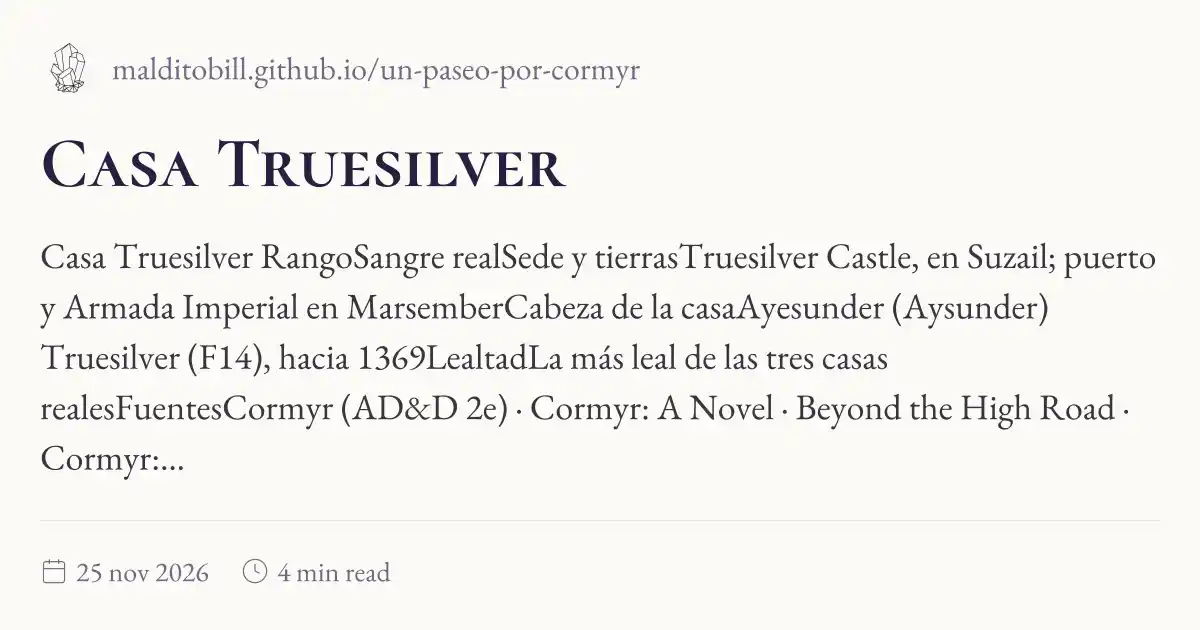 malditobill.github.io/un-paseo-por-cormyr
Casa Truesilver
Casa Truesilver RangoSangre realSede y tierrasTruesilver Castle, en Suzail; puerto
y Armada Imperial en MarsemberCabeza de la casaAyesunder (Aysunder)
Truesilver (F14), hacia 1369LealtadLa más leal de las tres casas
realesFuentesCormyr (AD&D 2e) · Cormyr: A Novel · Beyond the High Road ·
Cormyr:...
25 nov 2026 4 min read